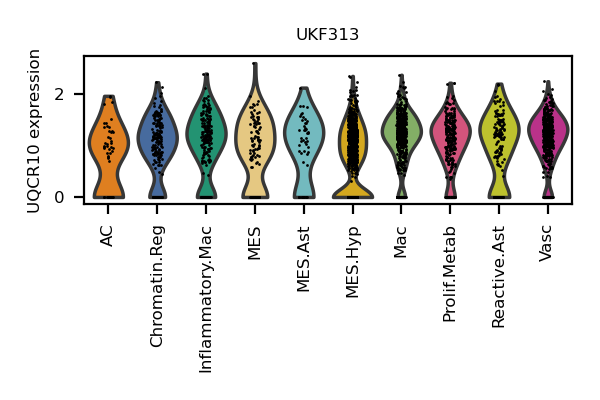 UKF313
UQCR10 expression
2
0
AC
Chromatin.Reg
Inflammatory.Mac
MES
MES.Ast
MES.Hyp
Mac
Prolif.Metab
Reactive.Ast
Vasc